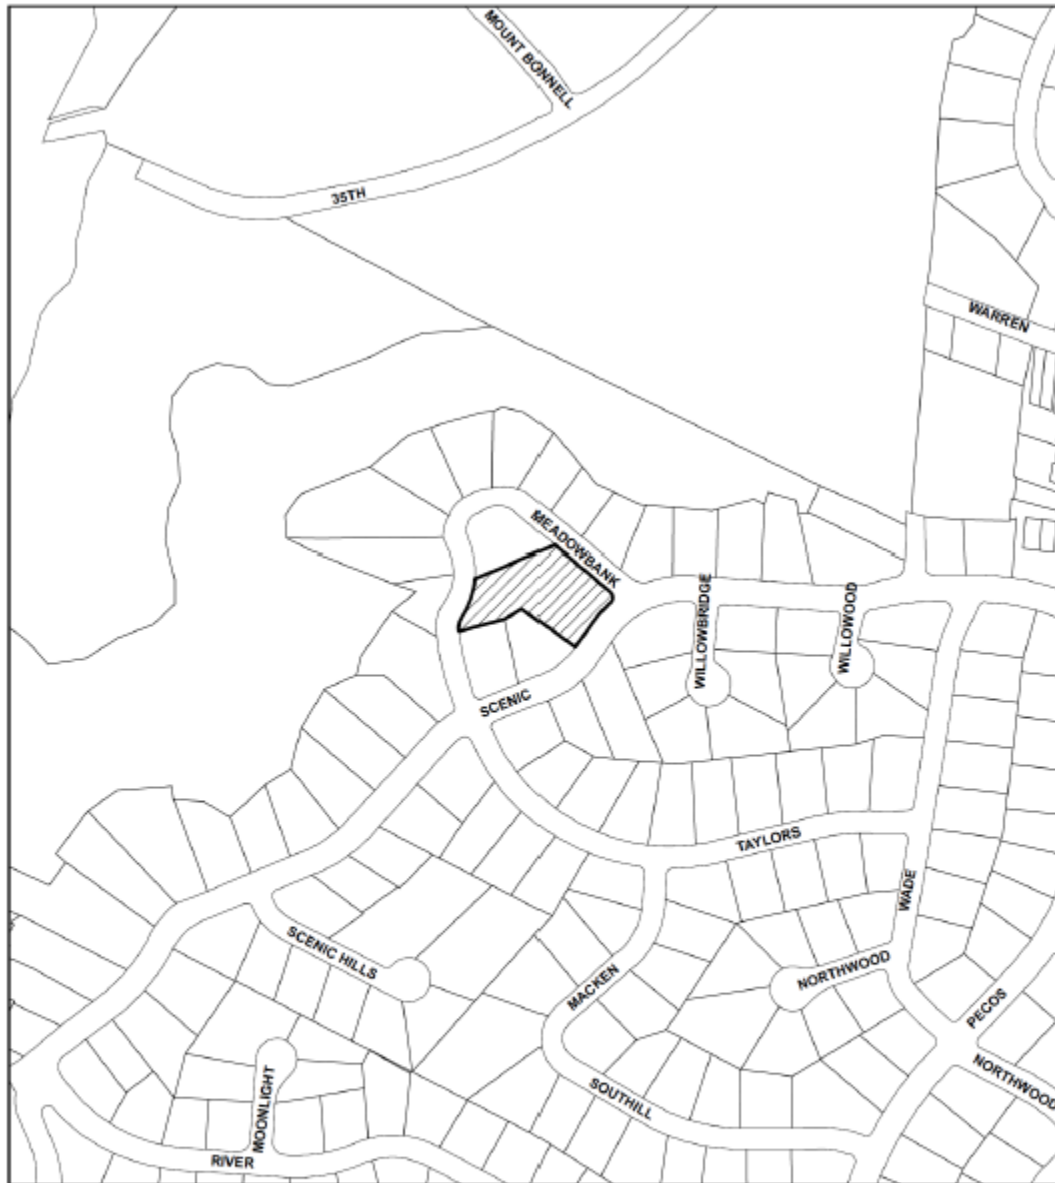 MOUNT BONNELL
35TH
WARREN
MEADOWBANK
WILLOWBRIDGE
WILLOWOOD
SCENIC
TAYLORS
WADE
SCENIC HILLS
NORTHWOOD
MACKEN
PECOS
NORTHWOOD
MOONLIGHT
SOUTHILL
RIVER